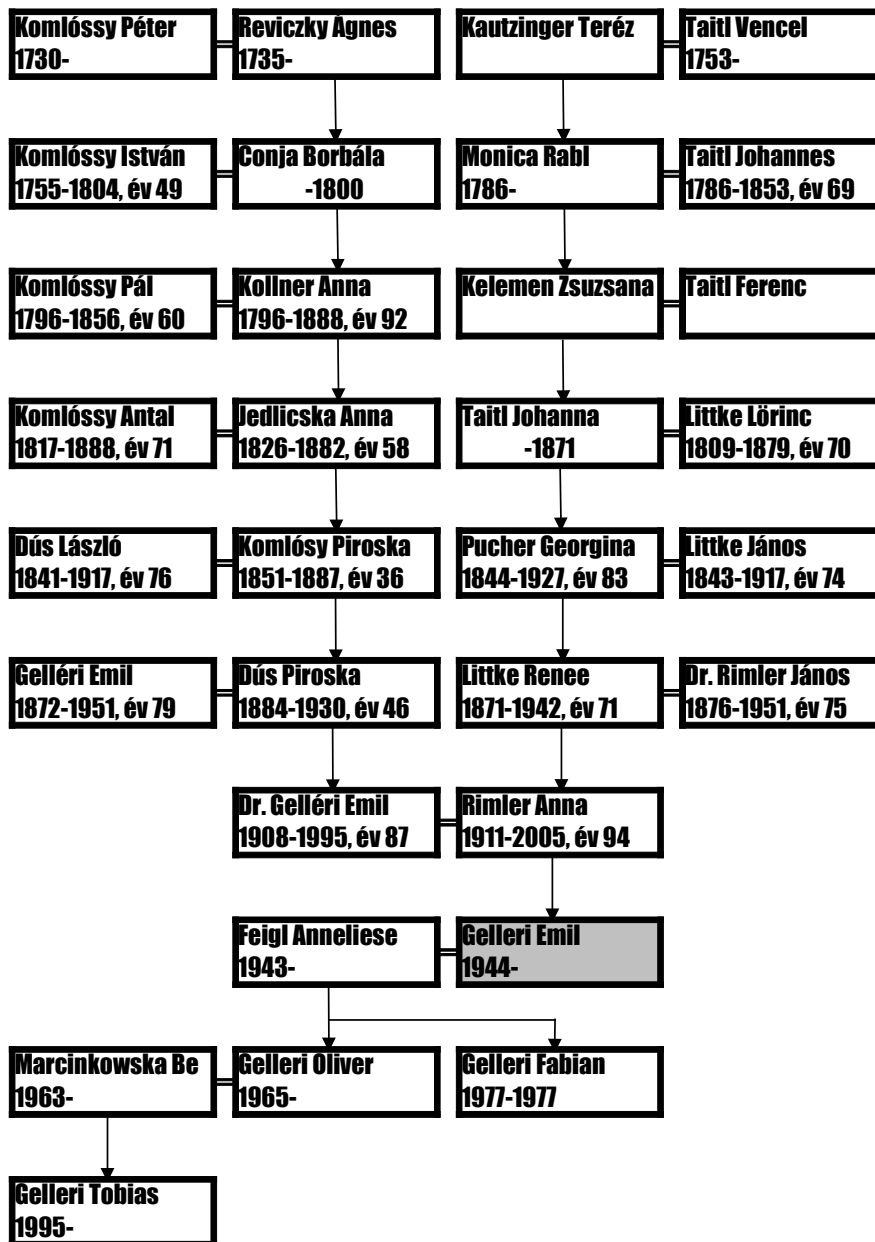 Komlóssy Péter
1730-
Reviczky Ágnes
1735-
Kautzinger Teréz
Taitl Vencel
1753-
Komlóssy István
1755-1804, év 49
Conja Borbála
-1800
Monica Rabl
1786-
Taitl Johannes
1786-1853, év 69
Komlóssy Pál
1796-1856, év 60
Kollner Anna
1796-1888, év 92
Kelemen Zsuzsana
Taitl Ferenc
Komlóssy Antal
1817-1888, év 71
Jedlicska Anna
1826-1882, év 58
Taitl Johanna
-1871
Littke Lörinc
1809-1879, év 70
Dús László
1841-1917, év 76
Komlósy Piroska
1851-1887, év 36
Pucher Georgina
1844-1927, év 83
Littke János
1843-1917, év 74
Gelléri Emil
1872-1951, év 79
Dús Piroska
1884-1930, év 46
Littke Renee
1871-1942, év 71
Dr. Rimler János
1876-1951, év 75
Dr. Gelléri Emil
1908-1995, év 87
Rimler Anna
1911-2005, év 94
Feigl Anneliese
1943-
Gelleri Emil
1944-
Marcinkowska Be
1963-
Gelleri Oliver
1965-
Gelleri Fabian
1977-1977
Gelleri Tobias
1995-